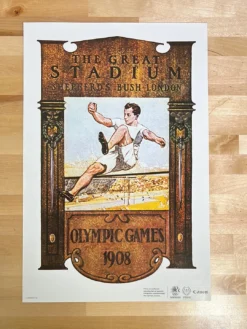 THE GREAT
STADIUM
SHEPHERD'S BUSH LONDON
OLYMPIC GAMES
1908